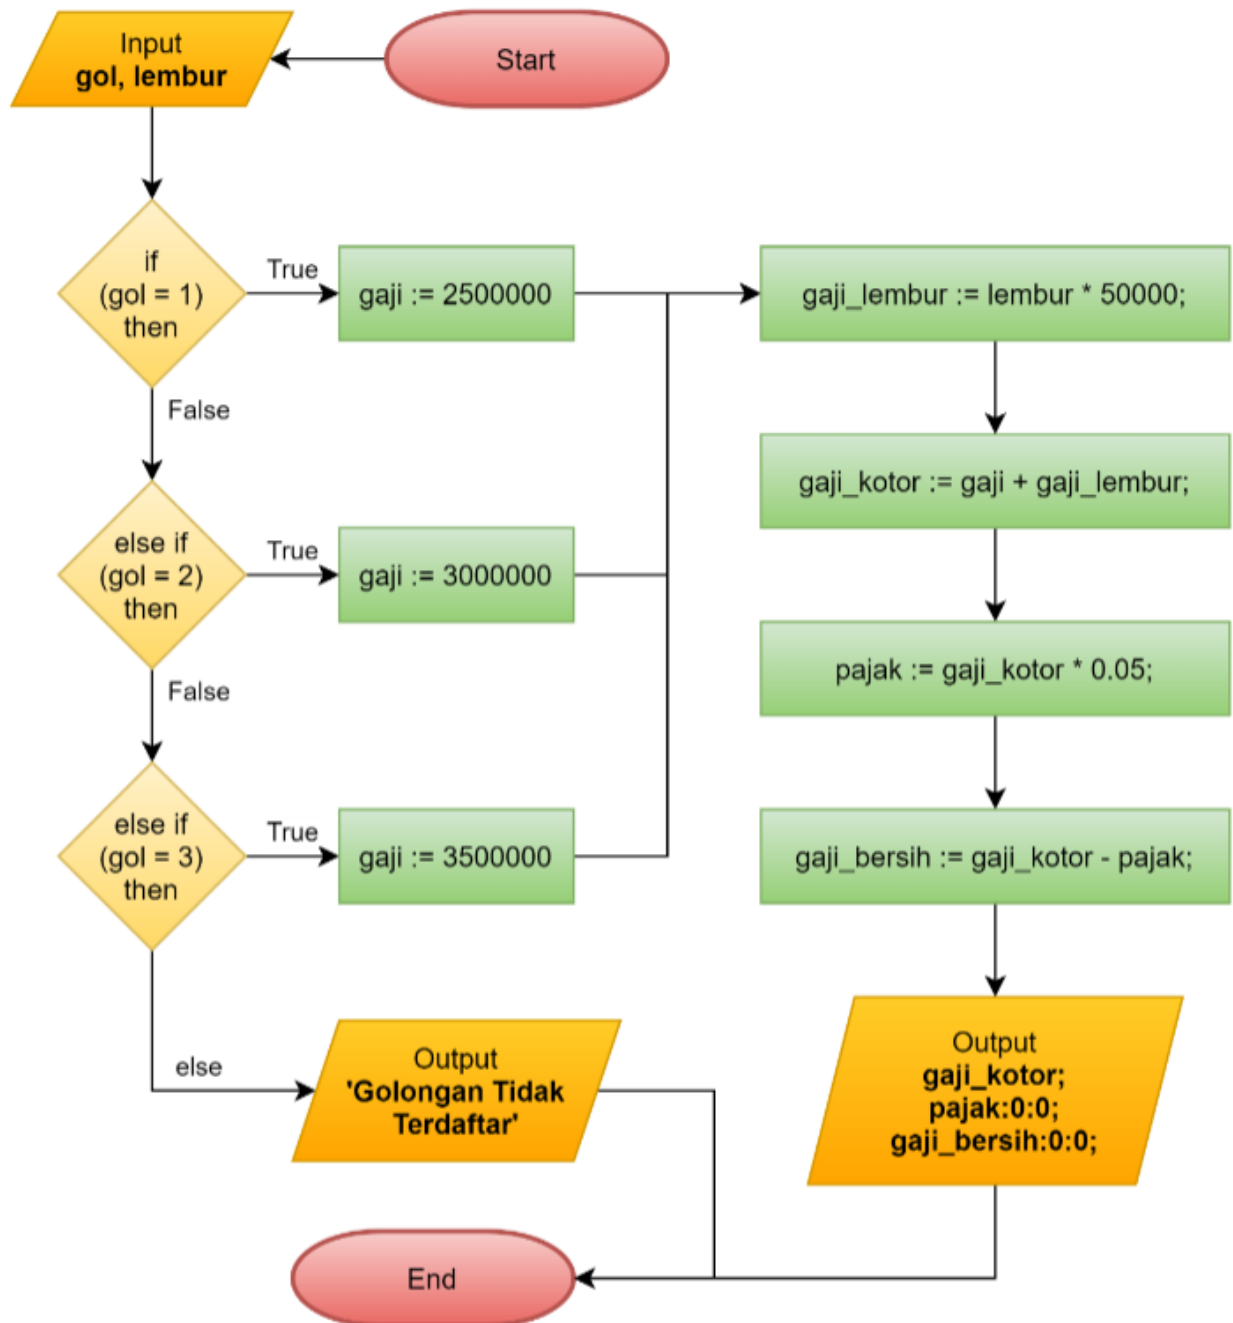 Start
Input
gol, lembur
if
(gol = 1)
then
True
gaji := 2500000
False
else if
(gol = 2)
then
True
gaji := 3000000
False
else if
(gol = 3)
then
True
gaji := 3500000
else
Output
'Golongan Tidak
Terdaftar'
gaji_lembur := lembur * 50000;
gaji_kotor := gaji + gaji_lembur;
pajak := gaji_kotor * 0.05;
gaji_bersih := gaji_kotor - pajak;
Output
gaji_kotor;
pajak:0:0;
gaji_bersih:0:0;
End